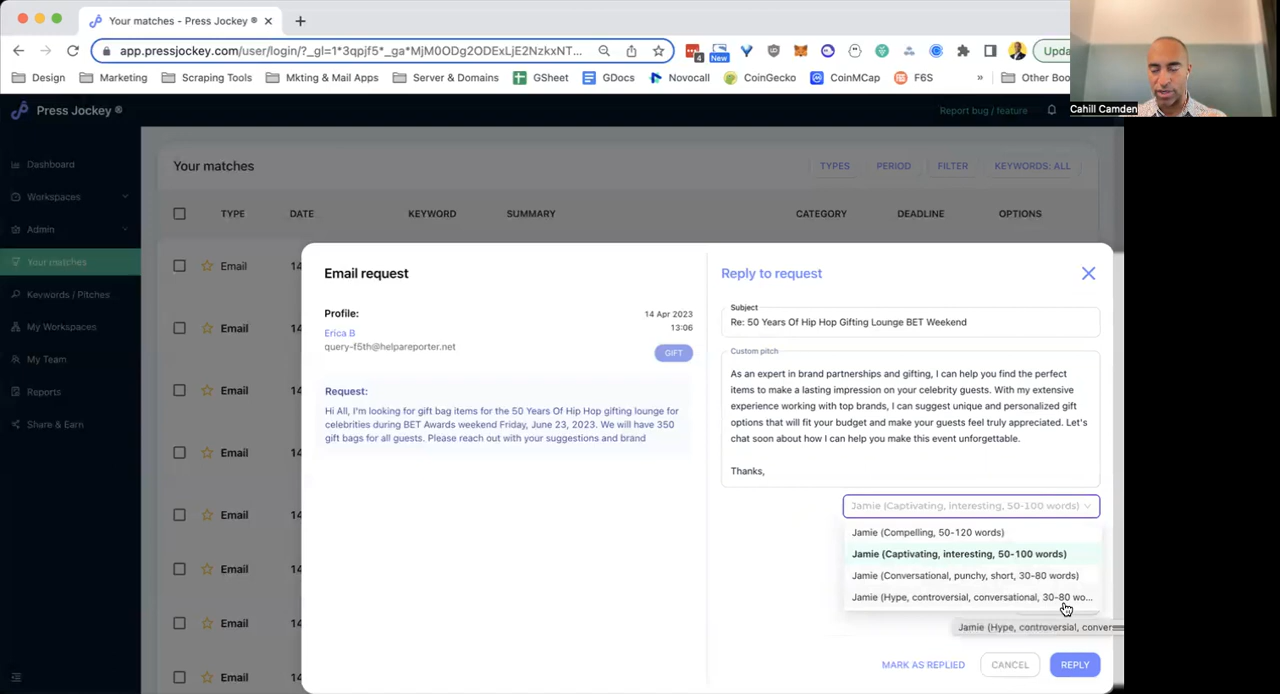 Your matches - Press Jockey ®
app.pressjockey.com/user/login/?_gl=1*3qpjf5*_ga*MjM0ODg2ODExLjE2NzkxNT...
4
New
Upda
Design
Marketing
Scraping Tools
Mkting & Mail Apps
Server & Domains
GSheet
GDocs
Novocall
CoinGecko
CoinMCap
F6S
»
Other Boo
Cahill Camden
Press Jockey ®
Report bug / feature
Dashboard
Workspaces
Admin
Your matches
Keywords / Pitches
My Workspaces
My Team
Reports
Share & Earn
Your matches
TYPES
PERIOD
FILTER
KEYWORDS: ALL
TYPE
DATE
KEYWORD
SUMMARY
CATEGORY
DEADLINE
OPTIONS
Email
14
Email
14
Email
14
Email
14
Email
14
Email
14
Email
14
Email
14
Email request
Profile:
14 Apr 2023
13:06
Erica B
query-f5th@helpareporter.net
GIFT
Request:
Hi All, I'm looking for gift bag items for the 50 Years Of Hip Hop gifting lounge for
celebrities during BET Awards weekend Friday, June 23, 2023. We will have 350
gift bags for all guests. Please reach out with your suggestions and brand
Reply to request
Subject
Re: 50 Years Of Hip Hop Gifting Lounge BET Weekend
Custom pitch
As an expert in brand partnerships and gifting, I can help you find the perfect
items to make a lasting impression on your celebrity guests. With my extensive
experience working with top brands, I can suggest unique and personalized gift
options that will fit your budget and make your guests feel truly appreciated. Let's
chat soon about how I can help you make this event unforgettable.
Thanks,
Jamie (Captivating, interesting, 50-100 words)
Jamie (Compelling, 50-120 words)
Jamie (Captivating, interesting, 50-100 words)
Jamie (Conversational, punchy, short, 30-80 words)
Jamie (Hype, controversial, conversational, 30-80 wo...
Jamie (Hype, controversial, conver
MARK AS REPLIED
CANCEL
REPLY